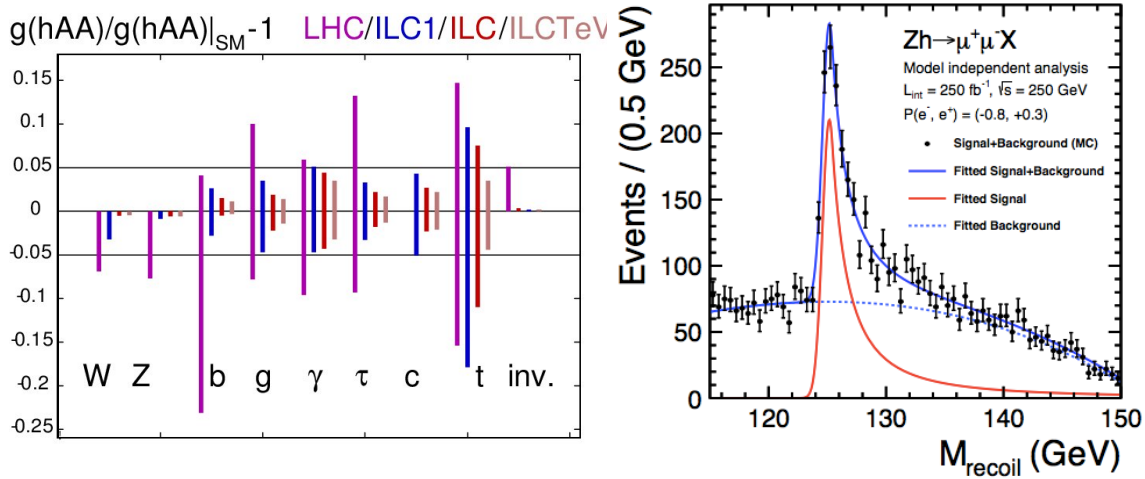 g(hAA)/g(hAA)|SM-1 LHC/ILC1/ILC/ILCTeV
0.15
0.1
0.05
0
-0.05
-0.1
-0.15
-0.2
-0.25
W Z b g γ τ c t inv.
Zh→μ⁺μ⁻X
Model independent analysis
Lint = 250 fb⁻¹, √s = 250 GeV
P(e⁻, e⁺) = (-0.8, +0.3)
Signal+Background (MC)
Fitted Signal+Background
Fitted Signal
Fitted Background
Events / (0.5 GeV)
250
200
150
100
50
0
120 130 140 150
Mrecoil (GeV)